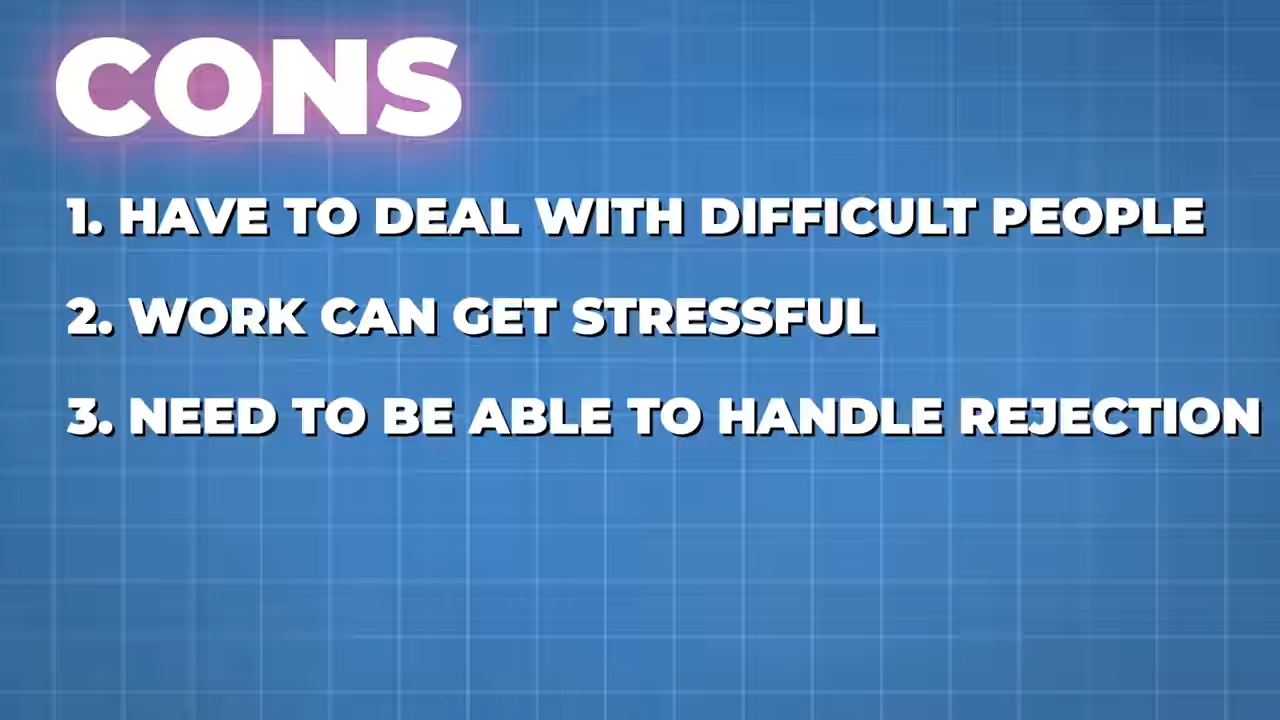 CONS
1. HAVE TO DEAL WITH DIFFICULT PEOPLE
2. WORK CAN GET STRESSFUL
3. NEED TO BE ABLE TO HANDLE REJECTION